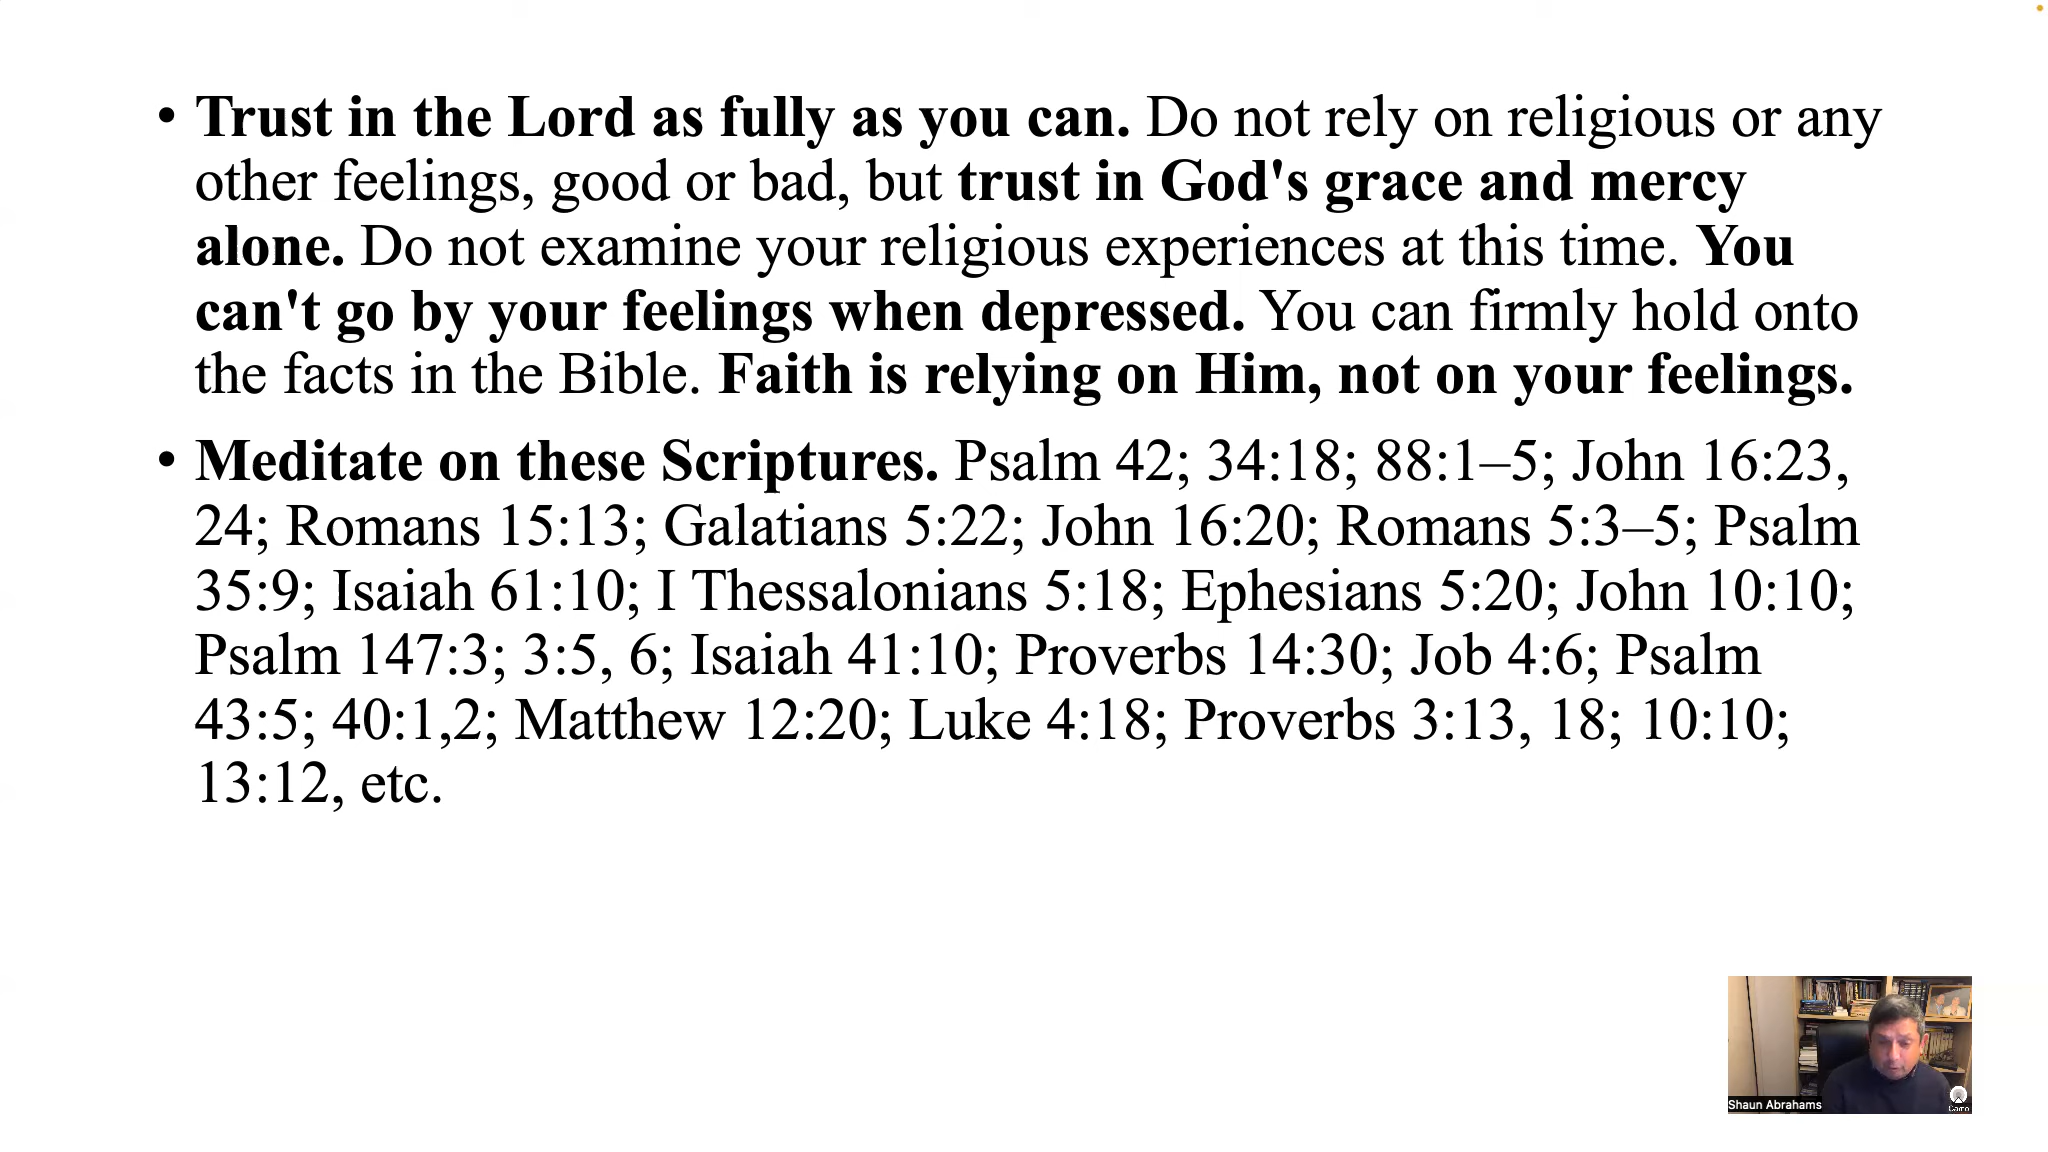 • Trust in the Lord as fully as you can. Do not rely on religious or any
other feelings, good or bad, but trust in God's grace and mercy
alone. Do not examine your religious experiences at this time. You
can't go by your feelings when depressed. You can firmly hold onto
the facts in the Bible. Faith is relying on Him, not on your feelings.
• Meditate on these Scriptures. Psalm 42; 34:18; 88:1–5; John 16:23,
24; Romans 15:13; Galatians 5:22; John 16:20; Romans 5:3–5; Psalm
35:9; Isaiah 61:10; I Thessalonians 5:18; Ephesians 5:20; John 10:10;
Psalm 147:3; 3:5, 6; Isaiah 41:10; Proverbs 14:30; Job 4:6; Psalm
43:5; 40:1,2; Matthew 12:20; Luke 4:18; Proverbs 3:13, 18; 10:10;
13:12, etc.
Shaun Abrahams